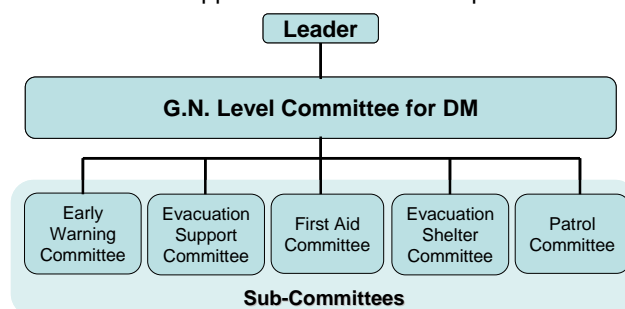 Leader
G.N. Level Committee for DM
Early
Warning
Committee
Evacuation
Support
Committee
First Aid
Committee
Evacuation
Shelter
Committee
Patrol
Committee
Sub-Committees